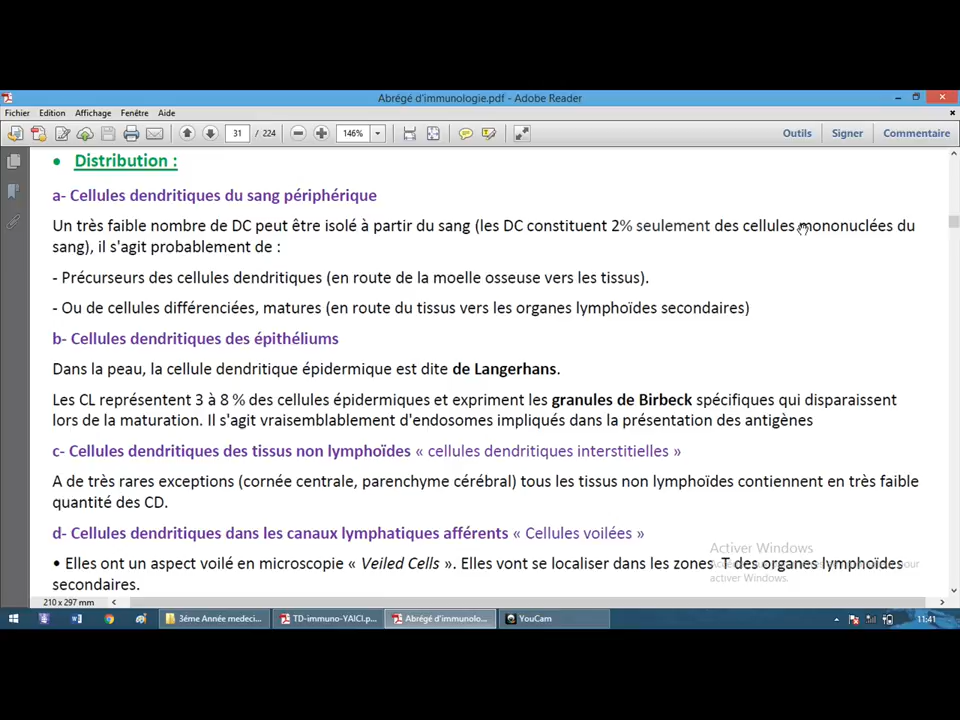 Abrégé d'immunologie.pdf - Adobe Reader
Fichier Edition Affichage Fenêtre Aide
31 / 224 146% Outils Signer Commentaire
• Distribution :
a- Cellules dendritiques du sang périphérique
Un très faible nombre de DC peut être isolé à partir du sang (les DC constituent 2% seulement des cellules mononuclées du
sang), il s'agit probablement de :
- Précurseurs des cellules dendritiques (en route de la moelle osseuse vers les tissus).
- Ou de cellules différenciées, matures (en route du tissus vers les organes lymphoïdes secondaires)
b- Cellules dendritiques des épithéliums
Dans la peau, la cellule dendritique épidermique est dite de Langerhans.
Les CL représentent 3 à 8 % des cellules épidermiques et expriment les granules de Birbeck spécifiques qui disparaissent
lors de la maturation. Il s'agit vraisemblablement d'endosomes impliqués dans la présentation des antigènes
c- Cellules dendritiques des tissus non lymphoïdes « cellules dendritiques interstitielles »
A de très rares exceptions (cornée centrale, parenchyme cérébral) tous les tissus non lymphoïdes contiennent en très faible
quantité des CD.
d- Cellules dendritiques dans les canaux lymphatiques afférents « Cellules voilées »
Activer Windows
• Elles ont un aspect voilé en microscopie « Veiled Cells ». Elles vont se localiser dans les zones T des organes lymphoïdes
activer Windows.
secondaires.
210 x 297 mm
3éme Année medeci... TD-immuno-YAICI.p... Abrégé d'immunolo... YouCam 11:41